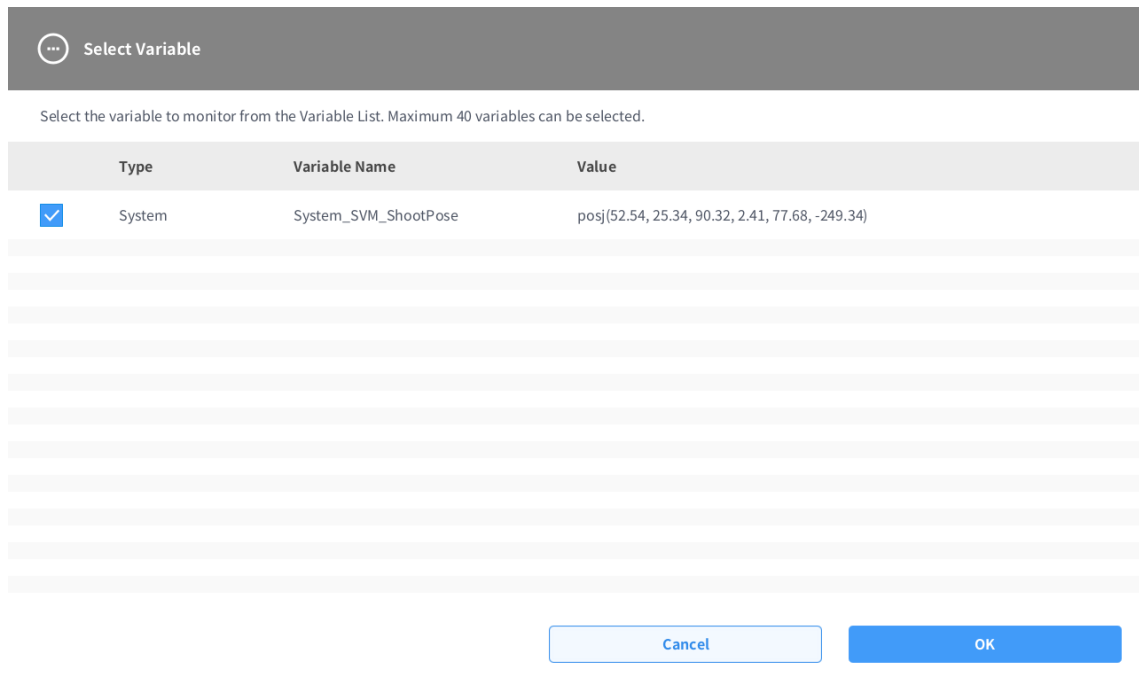 Select Variable
Select the variable to monitor from the Variable List. Maximum 40 variables can be selected.
Type Variable Name Value
System System_SVM_ShootPose posj(52.54, 25.34, 90.32, 2.41, 77.68, -249.34)
Cancel OK